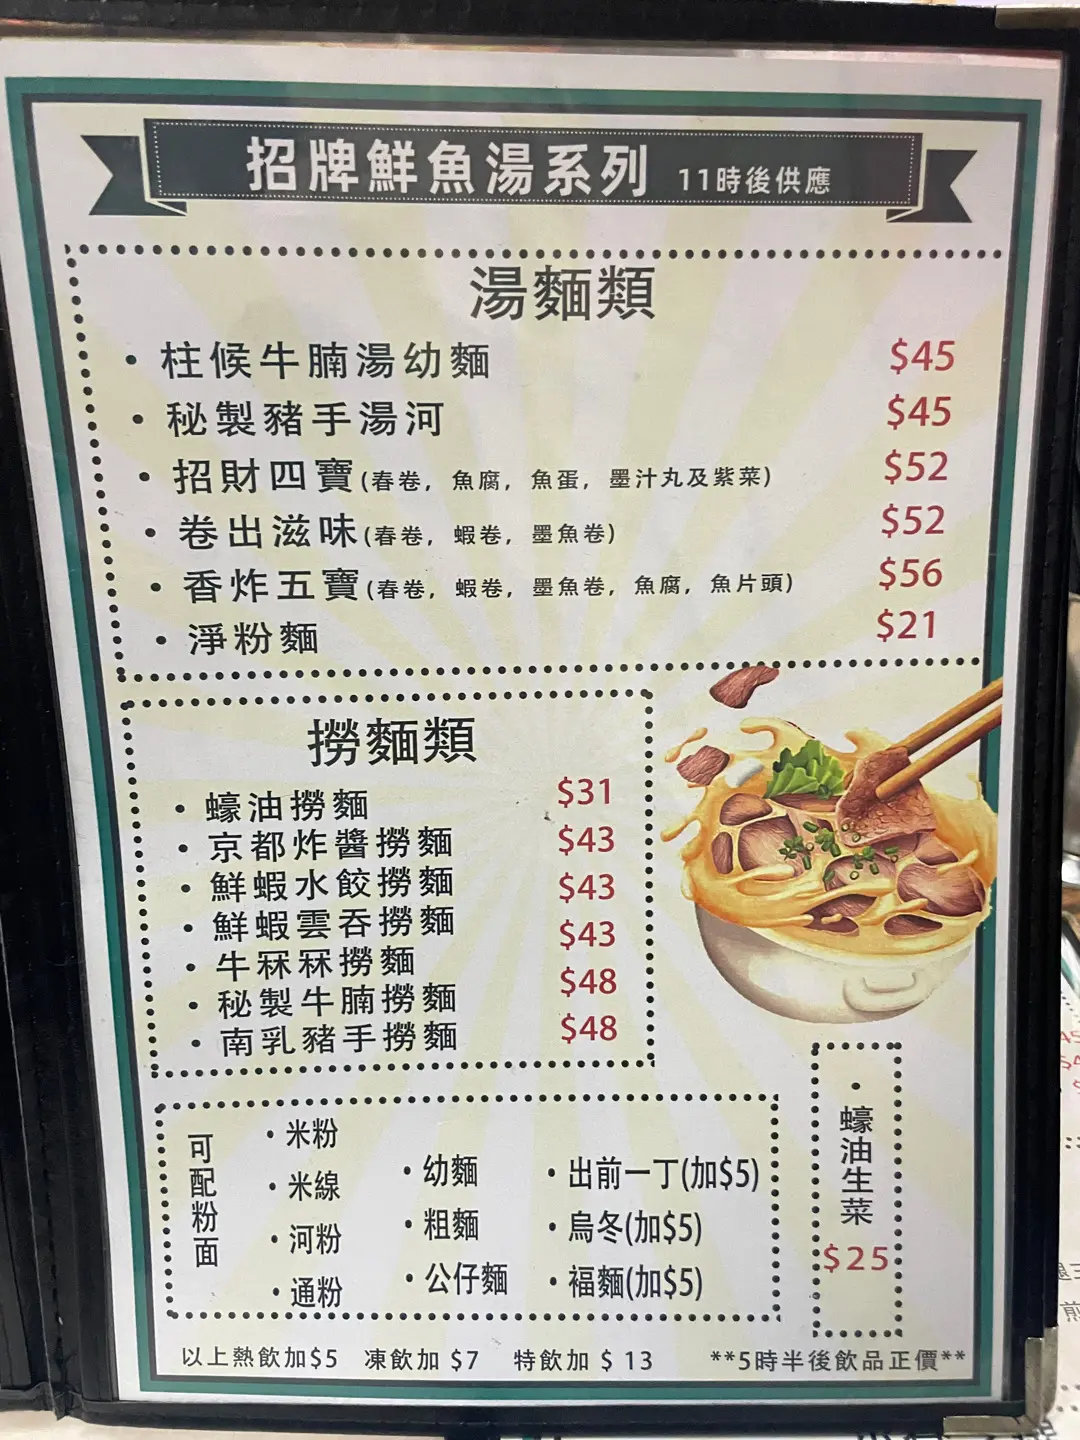 招牌鮮魚湯系列 11時後供應
湯麵類
·柱候牛腩湯幼麵 $45
·秘製豬手湯河 $45
·招財四寶(春卷, 魚腐, 魚蛋, 墨汁丸及紫菜) $52
·卷出滋味(春卷, 蝦卷, 墨魚卷) $52
·香炸五寶(春卷, 蝦卷, 墨魚卷, 魚腐, 魚片頭) $56
·淨粉麵 $21
撈麵類
·蠔油撈麵
·京都炸醬撈麵
·鮮蝦水餃撈麵
·鮮蝦雲吞撈麵
·牛冧冧撈麵
·秘製牛腩撈麵
·南乳豬手撈麵
$31
$43
$43
$43
$48
$48
·蠔油生菜
$25
可配粉面
·米粉
·米線
·河粉
·通粉
·幼麵
·粗麵
·公仔麵
·出前一丁(加$5)
·烏冬(加$5)
·福麵(加$5)
以上熱飲加$5 凍飲加 $7 特飲加 $ 13 **5時半後飲品正價**